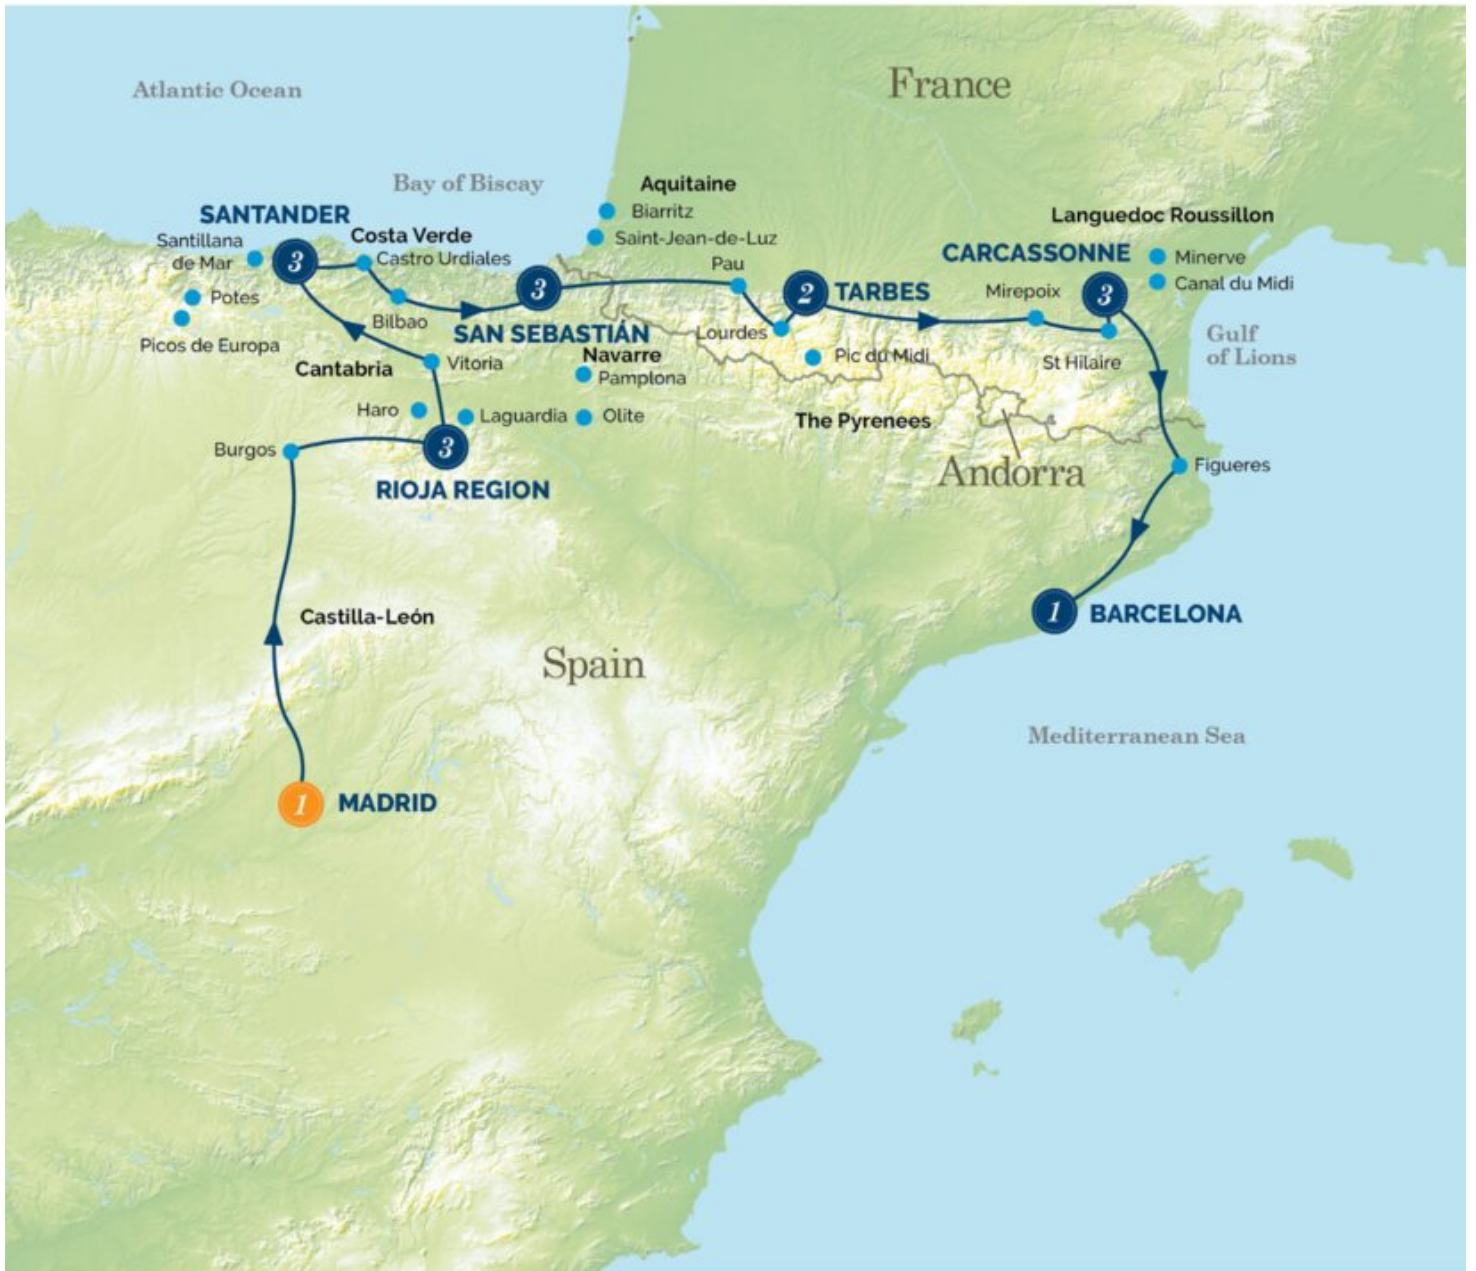 France
Atlantic Ocean
Bay of Biscay
Aquitaine
Biarritz
Saint-Jean-de-Luz
SANTANDER
Santillana
de Mar
3
Costa Verde
Castro Urdiales
Potes
Picos de Europa
Bilbao
3
SAN SEBASTIÁN
Pau
2
TARBES
Lourdes
Pic du Midi
Languedoc Roussillon
CARCASSONNE
Minerve
Canal du Midi
Mirepoix
3
St Hilaire
Gulf
of Lions
Navarre
Pamplona
Cantabria
Vitoria
Haro
Laguardia
Olite
The Pyrenees
Andorra
Burgos
3
RIOJA REGION
Figueres
Castilla-León
1
BARCELONA
Spain
Mediterranean Sea
1
MADRID